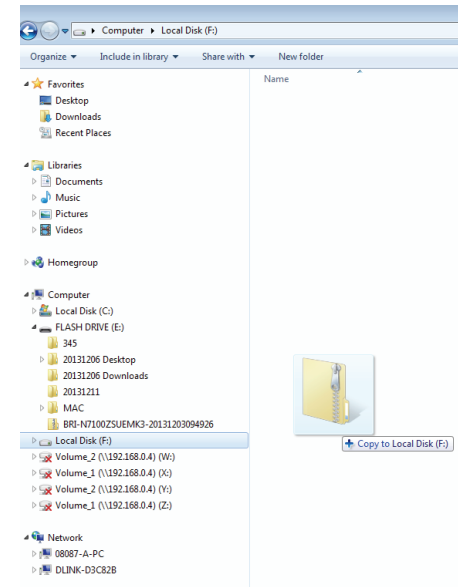 Computer Local Disk (F:)
Organize Include in library Share with New folder
Name
Favorites
Desktop
Downloads
Recent Places
Libraries
Documents
Music
Pictures
Videos
Homegroup
Computer
Local Disk (C:)
FLASH DRIVE (E:)
345
20131206 Desktop
20131206 Downloads
20131211
MAC
BRI-N7100ZSUEMK3-20131203094926
Local Disk (F:)
Copy to Local Disk (F:)
Volume_2 (\\192.168.0.4) (W:)
Volume_1 (\\192.168.0.4) (X:)
Volume_2 (\\192.168.0.4) (Y:)
Volume_1 (\\192.168.0.4) (Z:)
Network
08087-A-PC
DLINK-D3C82B